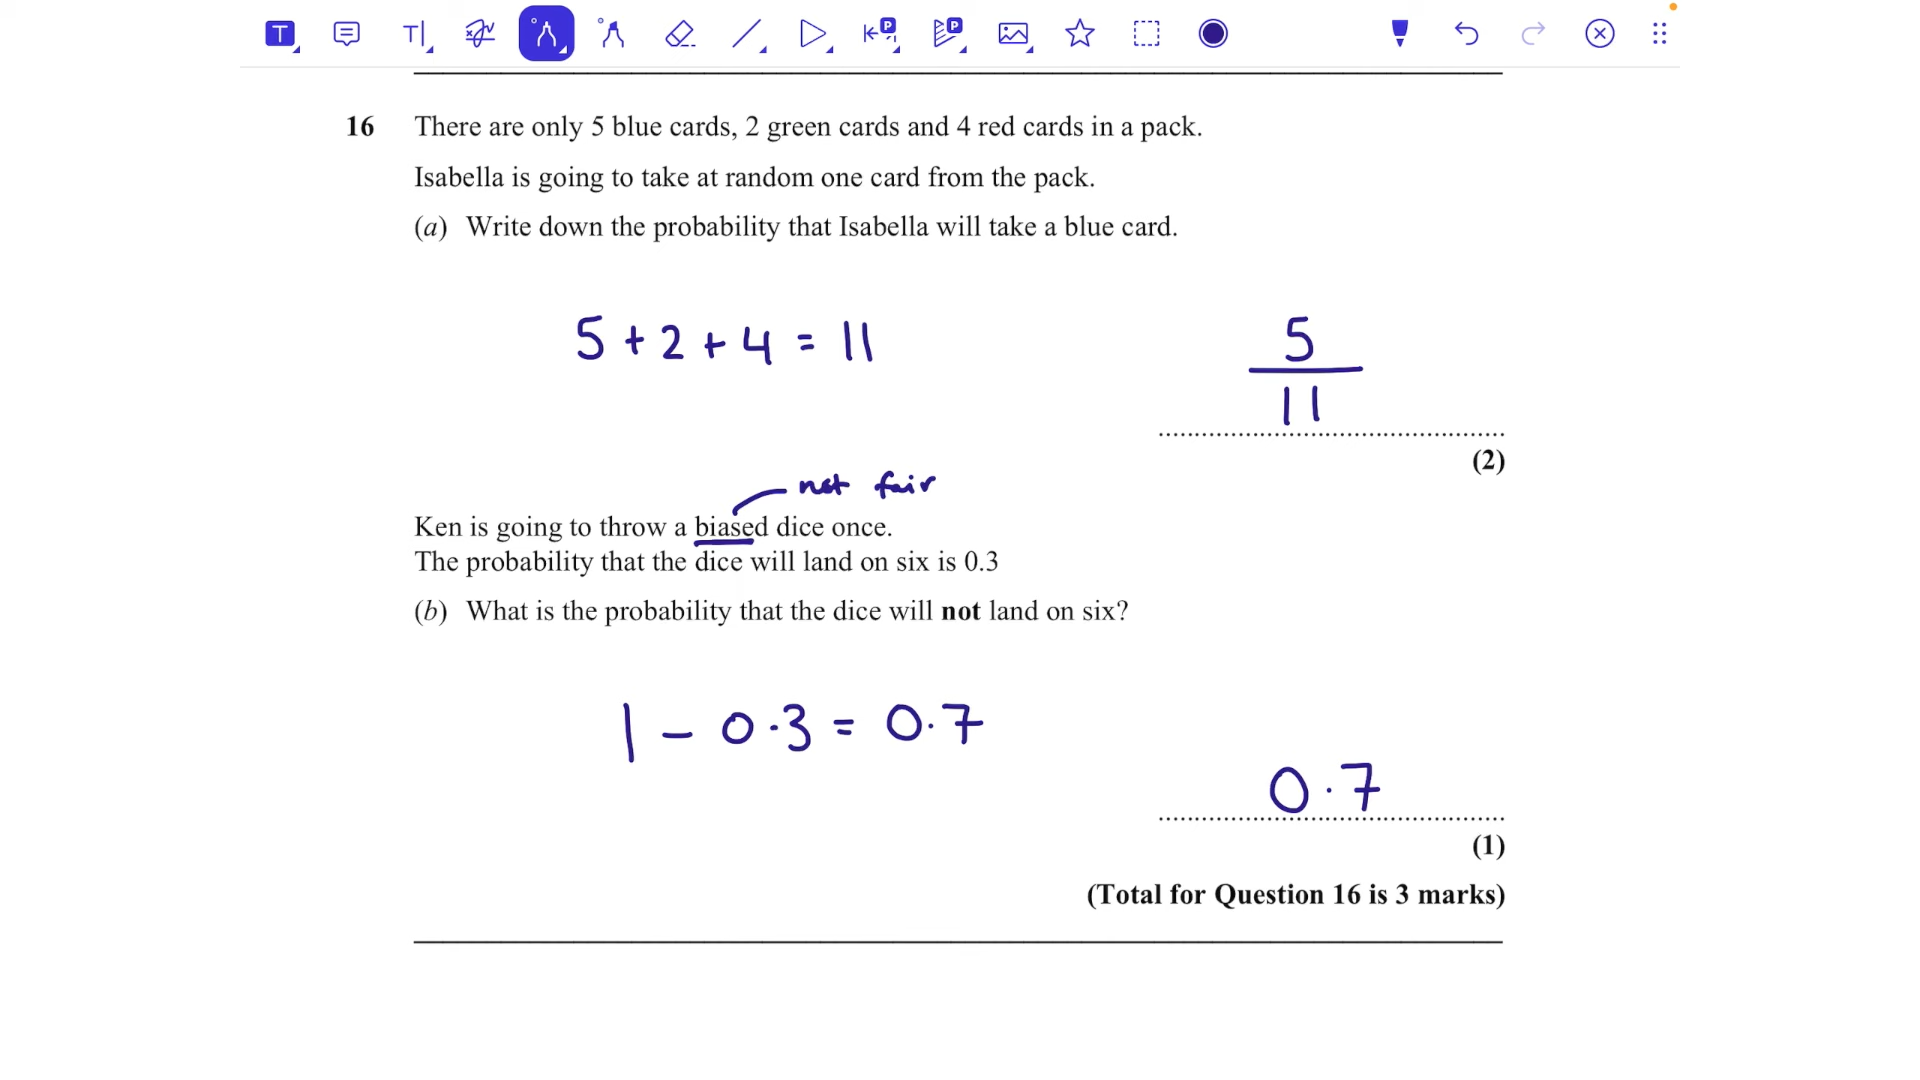 16 There are only 5 blue cards, 2 green cards and 4 red cards in a pack.
Isabella is going to take at random one card from the pack.
(a) Write down the probability that Isabella will take a blue card.
5 + 2 + 4 = 11
5
11
(2)
not fair
Ken is going to throw a biased dice once.
The probability that the dice will land on six is 0.3
(b) What is the probability that the dice will not land on six?
1 - 0.3 = 0.7
0.7
(1)
(Total for Question 16 is 3 marks)